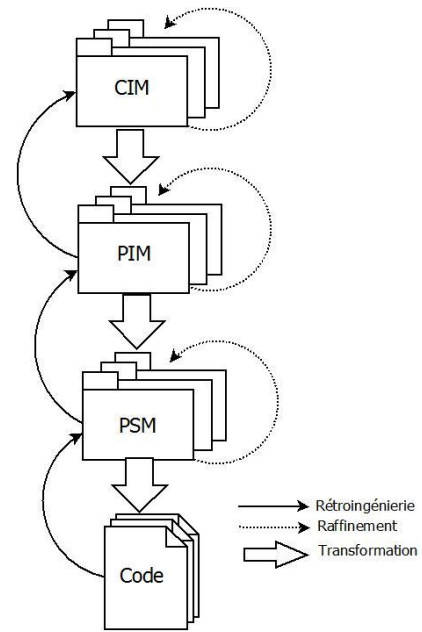 CIM
PIM
PSM
Code
Rétroingénierie
Raffinement
Transformation